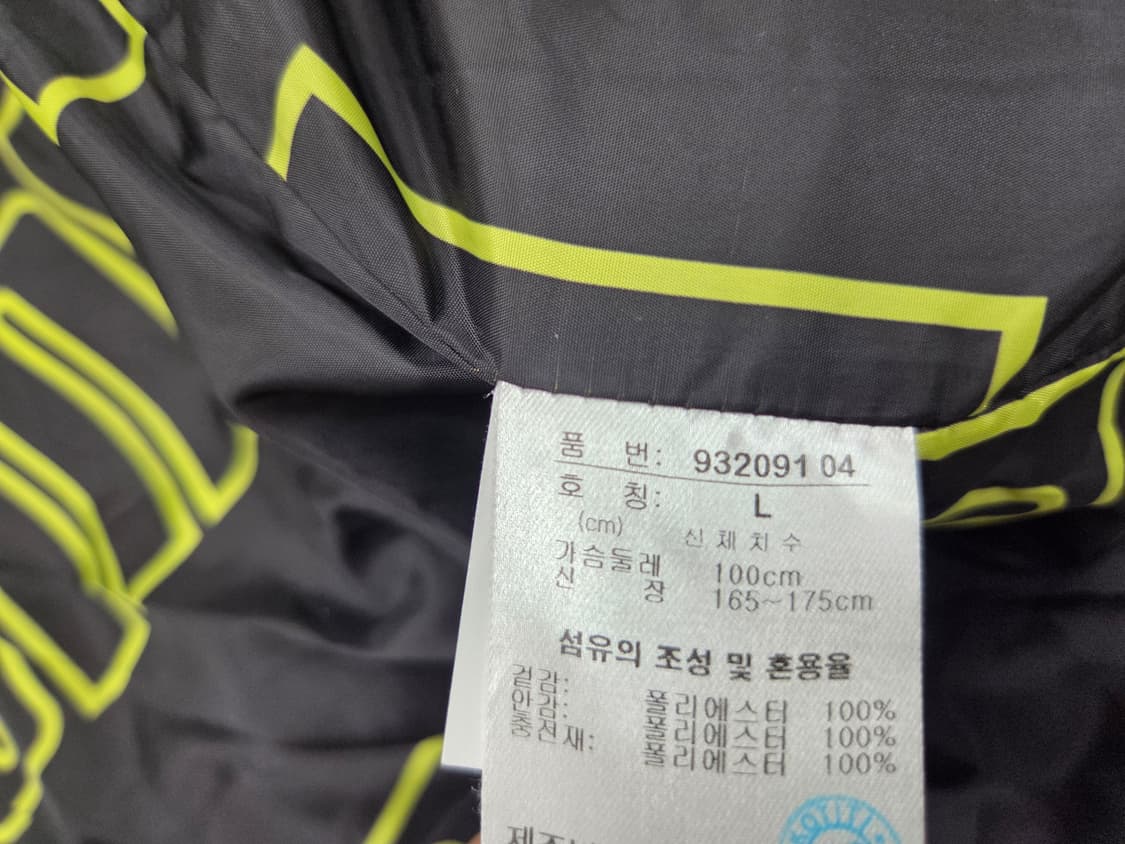 품 번: 932091 04
호 칭: L
(cm) 신 체 치 수
가슴둘레 100cm
신 장 165~175cm
섬유의 조성 및 혼용율
겉감: 폴리에스터 100%
안감: 폴리에스터 100%
충전재: 폴리에스터 100%